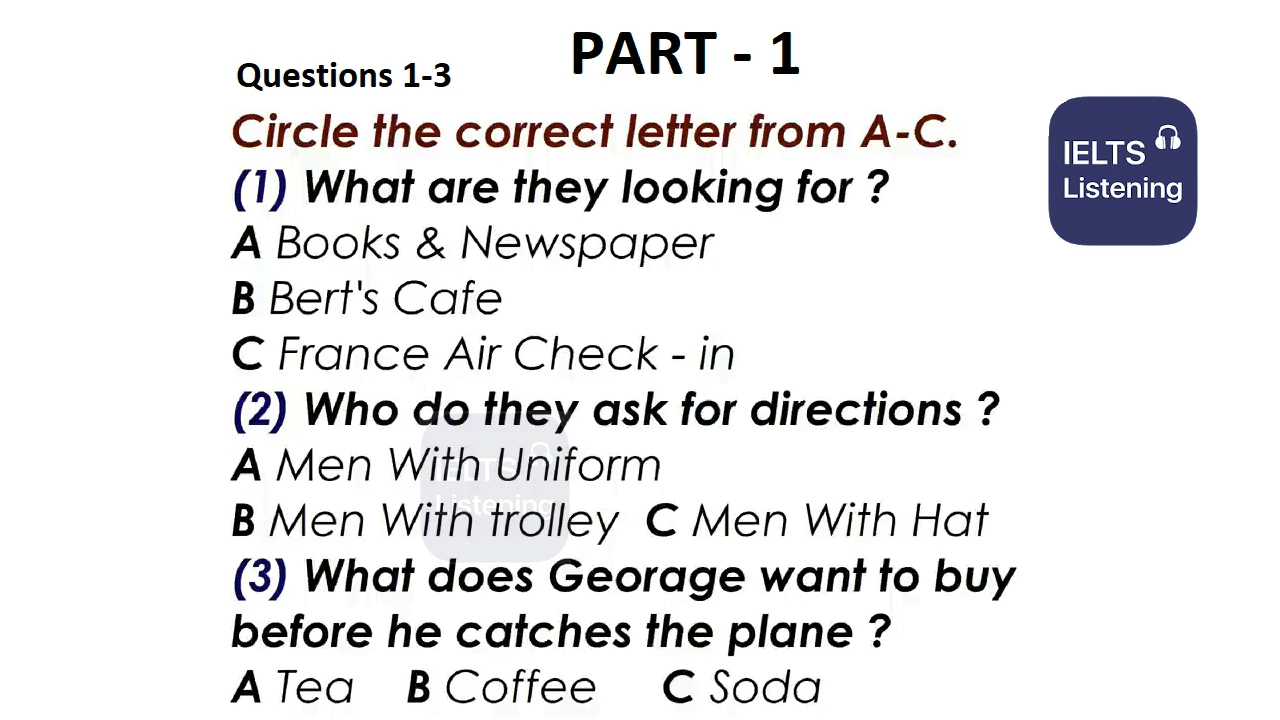 PART - 1
Questions 1-3
Circle the correct letter from A-C.
(1) What are they looking for ?
A Books & Newspaper
B Bert's Cafe
C France Air Check - in
(2) Who do they ask for directions ?
A Men With Uniform
B Men With trolley C Men With Hat
(3) What does Georage want to buy
before he catches the plane ?
A Tea B Coffee C Soda
IELTS
Listening
IELTS
Listening